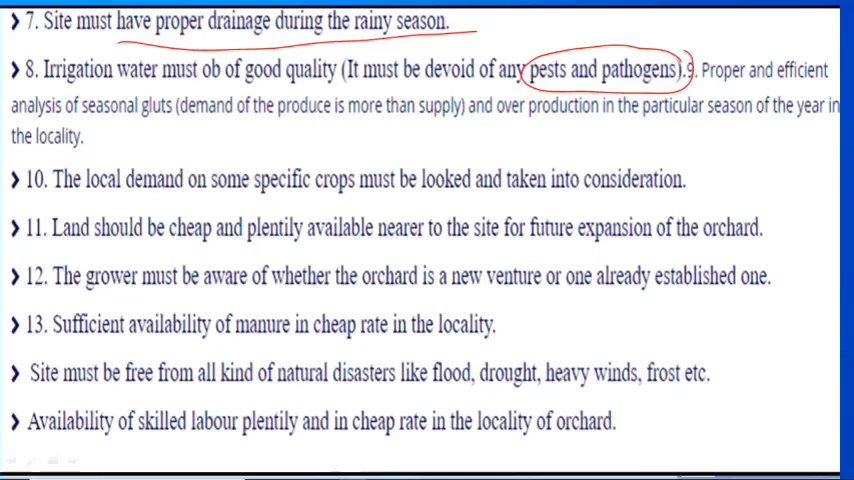 ❯ 7. Site must have proper drainage during the rainy season.
❯ 8. Irrigation water must ob of good quality (It must be devoid of any pests and pathogens).9. Proper and efficient
analysis of seasonal gluts (demand of the produce is more than supply) and over production in the particular season of the year in
the locality.
❯ 10. The local demand on some specific crops must be looked and taken into consideration.
❯ 11. Land should be cheap and plentily available nearer to the site for future expansion of the orchard.
❯ 12. The grower must be aware of whether the orchard is a new venture or one already established one.
❯ 13. Sufficient availability of manure in cheap rate in the locality.
❯ Site must be free from all kind of natural disasters like flood, drought, heavy winds, frost etc.
❯ Availability of skilled labour plentily and in cheap rate in the locality of orchard.